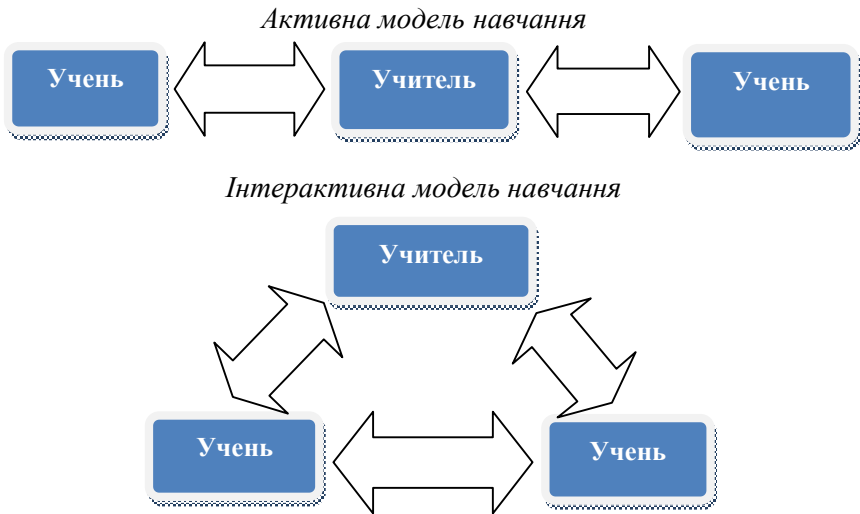 Активна модель навчання
Учень
Учитель
Учень
Інтерактивна модель навчання
Учитель
Учень
Учень